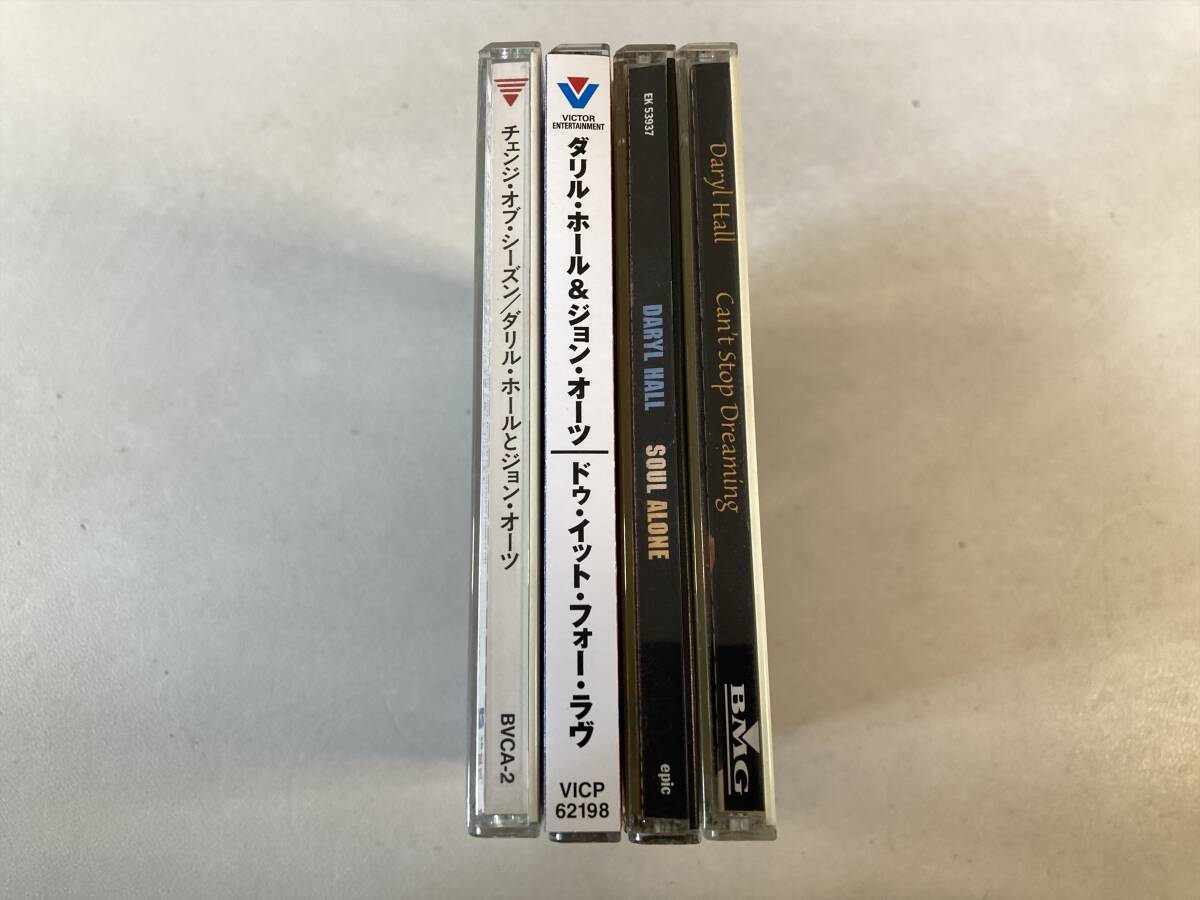 チェンジ・オブ・シーズン/ダリル・ホールとジョン・オーツ
BVCA-2
VICTOR
ENTERTAINMENT
ダリル・ホール&ジョン・オーツ|ドゥ・イット・フォー・ラヴ
VICP
62198
EK 53937
DARYL HALL SOUL ALONE
epic
Daryl Hall Can't Stop Dreaming
BMG